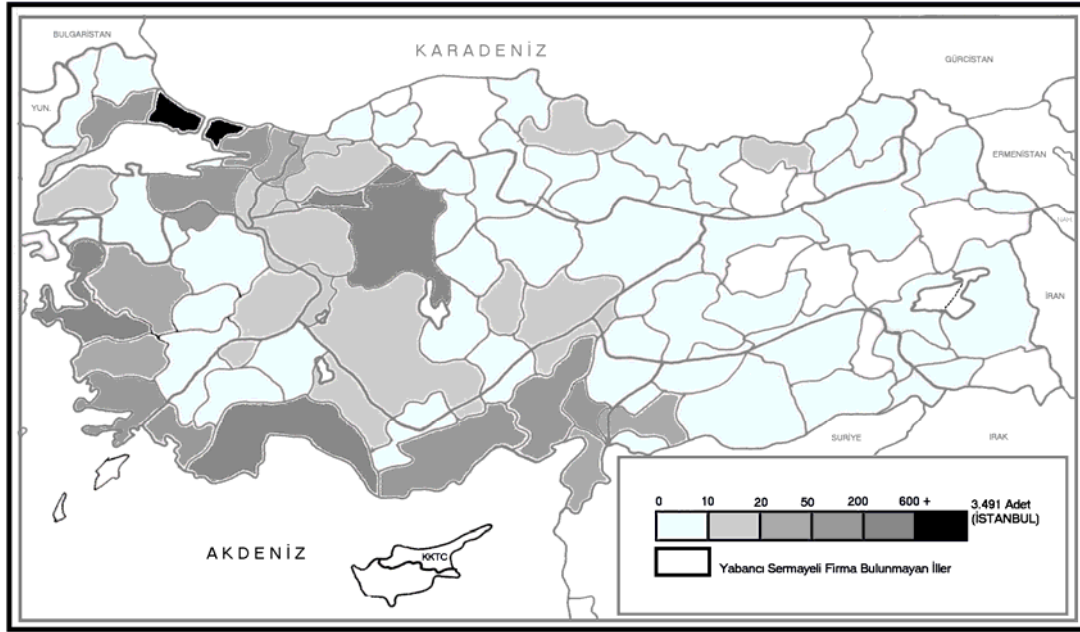 BULGARİSTAN
KARADENİZ
GÜRCİSTAN
YUN.
ERMENİSTAN
NAH.
İRAN
SURİYE
IRAK
AKDENİZ
KKTC
0 10 20 50 200 600 + 3.491 Adet
(İSTANBUL)
Yabancı Sermayeli Firma Bulunmayan İller